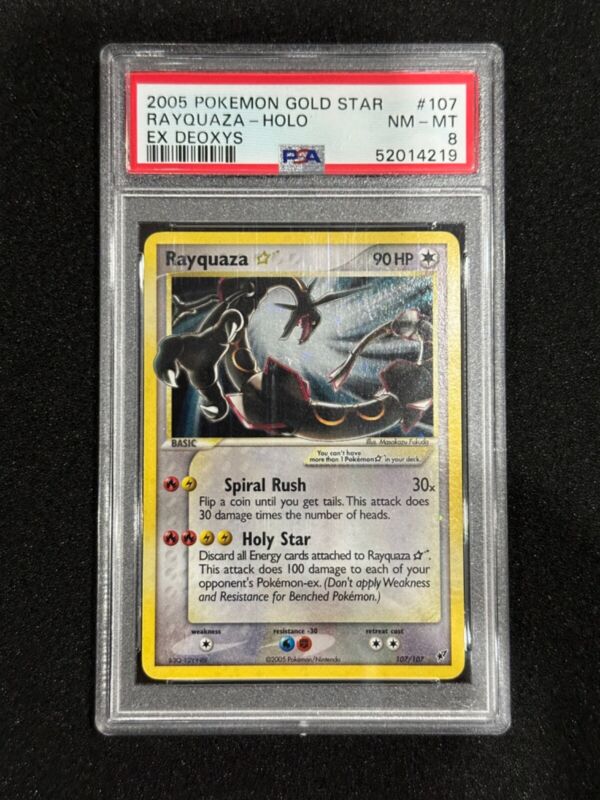 2005 POKEMON GOLD STAR #107
RAYQUAZA - HOLO NM - MT
EX DEOXYS 8
PSA 52014219
Rayquaza ☆ 90 HP
BASIC
illus. Masakazu Fukuda
You can't have
more than 1 Pokémon ☆ in your deck.
Spiral Rush 30x
Flip a coin until you get tails. This attack does
30 damage times the number of heads.
Holy Star
Discard all Energy cards attached to Rayquaza ☆.
This attack does 100 damage to each of your
opponent's Pokémon-ex. (Don't apply Weakness
and Resistance for Benched Pokémon.)
weakness resistance -30 retreat cost
©2005 Pokémon/Nintendo 107/107